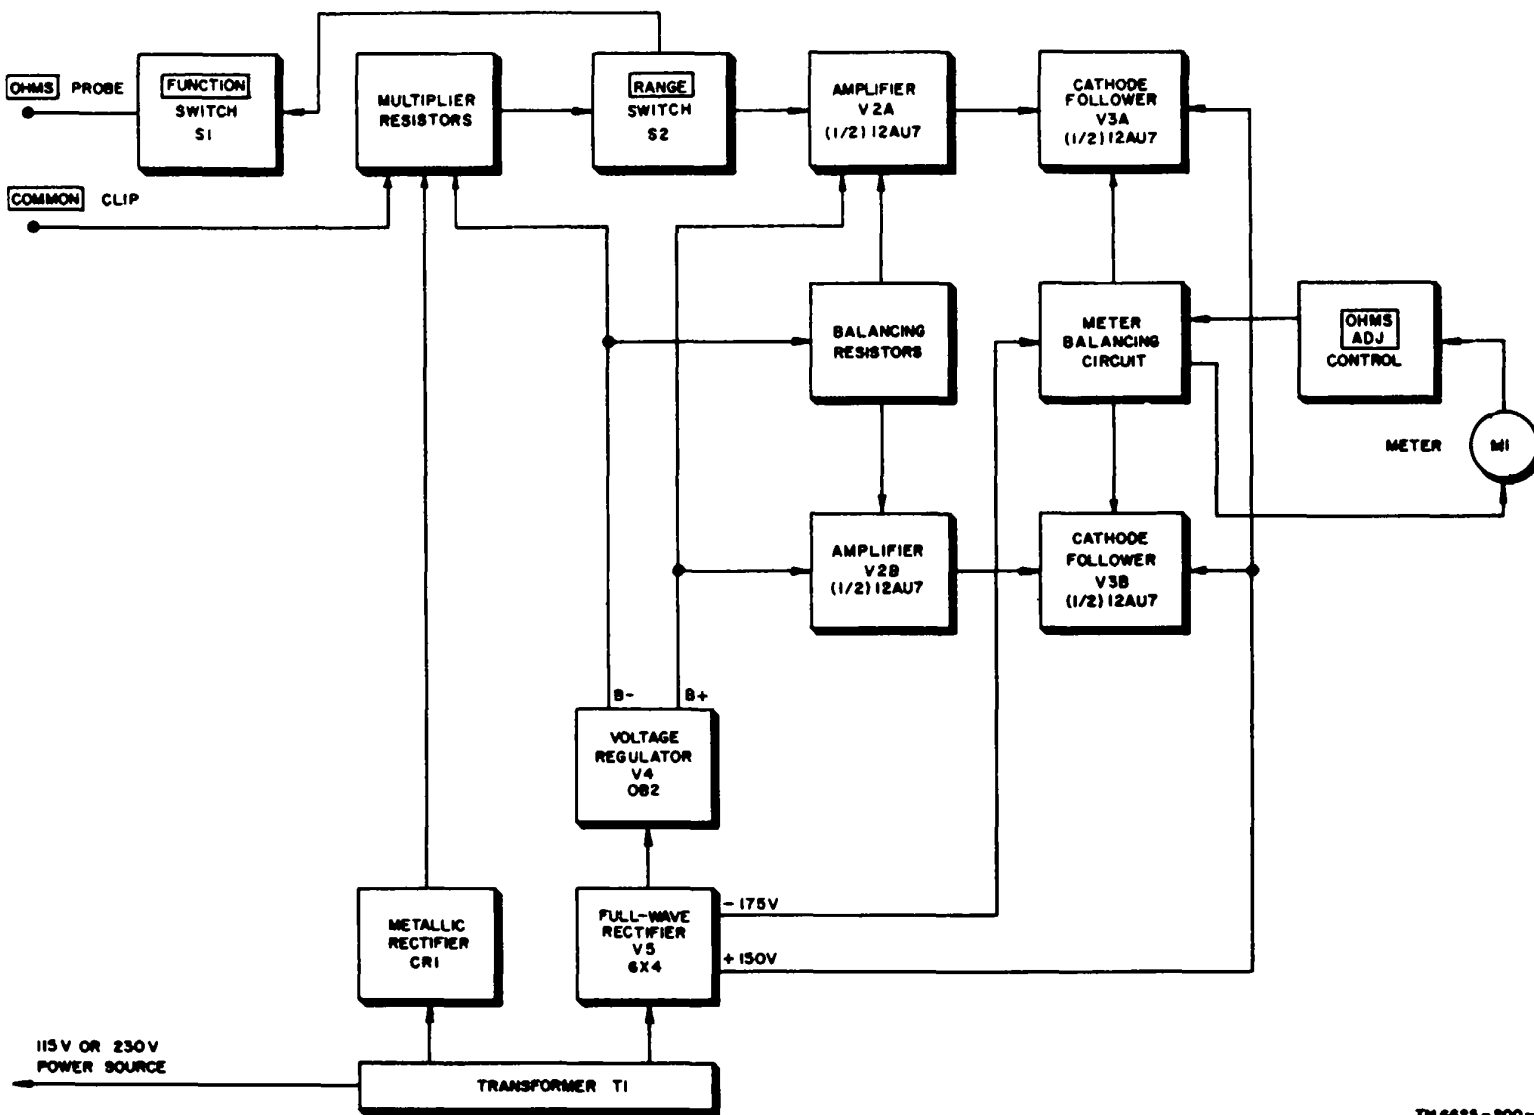 OHMS PROBE
FUNCTION
SWITCH
S1
MULTIPLIER
RESISTORS
RANGE
SWITCH
S2
AMPLIFIER
V2A
(1/2) 12AU7
CATHODE
FOLLOWER
V3A
(1/2) 12AU7
COMMON CLIP
BALANCING
RESISTORS
METER
BALANCING
CIRCUIT
OHMS
ADJ
CONTROL
METER
M1
AMPLIFIER
V2B
(1/2) 12AU7
CATHODE
FOLLOWER
V3B
(1/2) 12AU7
B-
B+
VOLTAGE
REGULATOR
V4
OB2
METALLIC
RECTIFIER
CR1
FULL-WAVE
RECTIFIER
V5
6X4
-175V
+150V
115V OR 230V
POWER SOURCE
TRANSFORMER T1